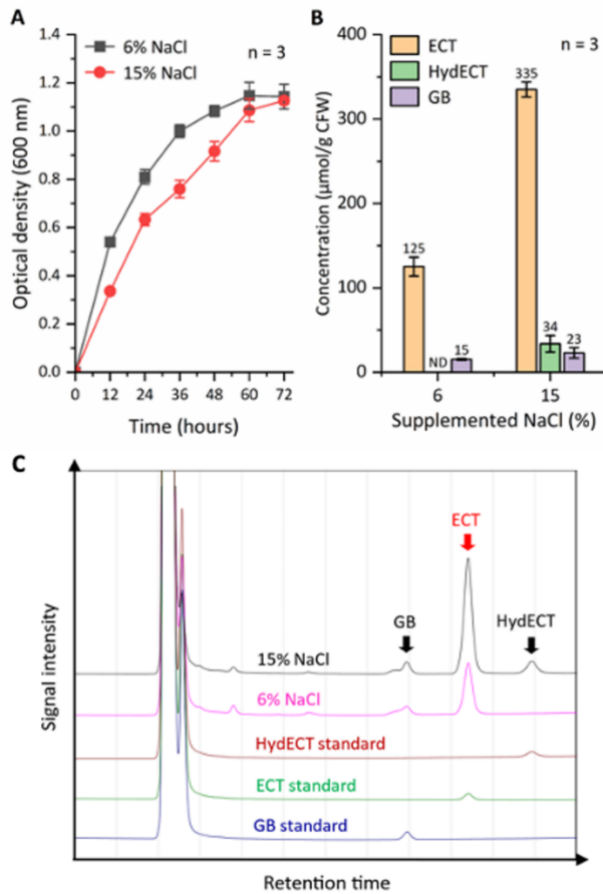 A
6% NaCl
15% NaCl
n = 3
1.4
1.2
1.0
0.8
0.6
0.4
0.2
0.0
Optical density (600 nm)
0 12 24 36 48 60 72
Time (hours)
B
ECT
HydECT
GB
n = 3
400
300
200
100
0
Concentration (µmol/g CFW)
125
ND
15
335
34
23
6 15
Supplemented NaCl (%)
C
ECT
GB
HydECT
15% NaCl
6% NaCl
HydECT standard
ECT standard
GB standard
Signal intensity
Retention time